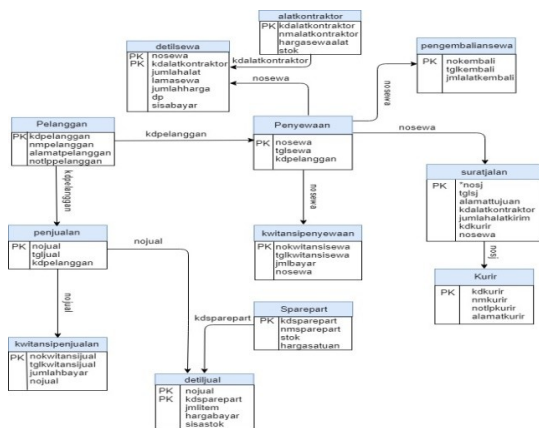 alatkontraktor
PK kdalatkontraktor
nmalatkontraktor
hargasewaalat
stok
detilsewa
PK nosewa
PK kdalatkontraktor
jumlahalat
lamasewa
jumlahharga
dp
sisabayar
kdalatkontraktor
nosewa
pengembaliansewa
PK nokembali
tglkembali
jmlalatkembali
nosewa
Pelanggan
PK kdpelanggan
nmpelanggan
alamatpelanggan
notlppelanggan
kdpelanggan
Penyewaan
PK nosewa
tglsewa
kdpelanggan
nosewa
suratjalan
PK *nosj
tglsj
alamattujuan
kdalatkontraktor
jumlahalatkirim
kdkurir
nosewa
kdpelanggan
nosewa
penjualan
PK nojual
tgljual
kdpelanggan
nojual
kwitansipenyewaan
PK nokwitansisewa
tglkwitansisewa
jmlbayar
nosewa
nosj
Kurir
PK kdkurir
nmkurir
notlpkurir
alamatkurir
nojual
Sparepart
PK kdsparepart
nmsparepart
stok
hargasatuan
kdsparepart
kwitansipenjualan
PK nokwitansijual
tglkwitansijual
jumlahbayar
nojual
detiljual
PK nojual
PK kdsparepart
jmlitem
hargabayar
sisastok